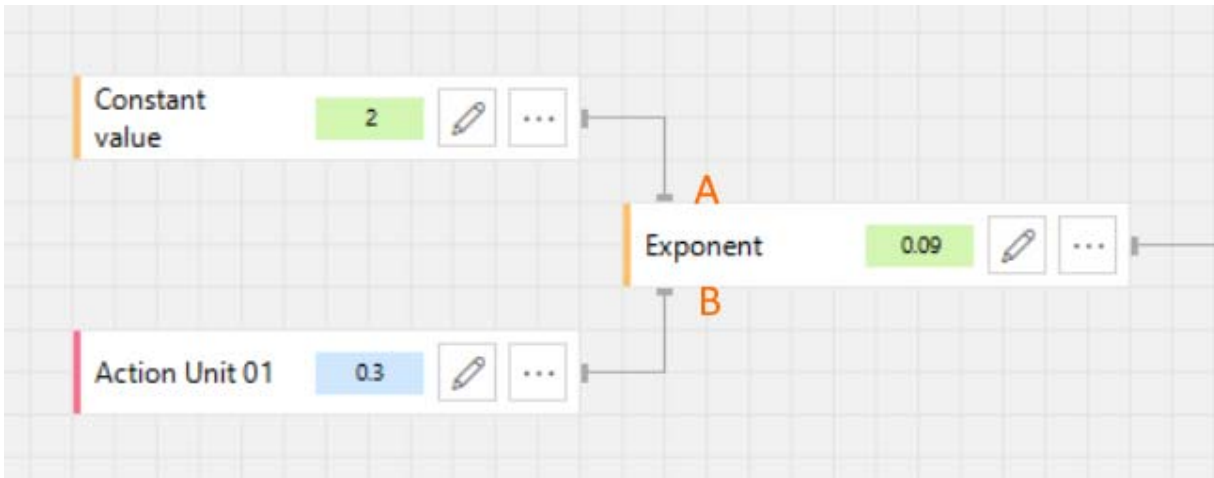 Constant
value
2
...
A
Exponent
0.09
...
B
Action Unit 01
0.3
...